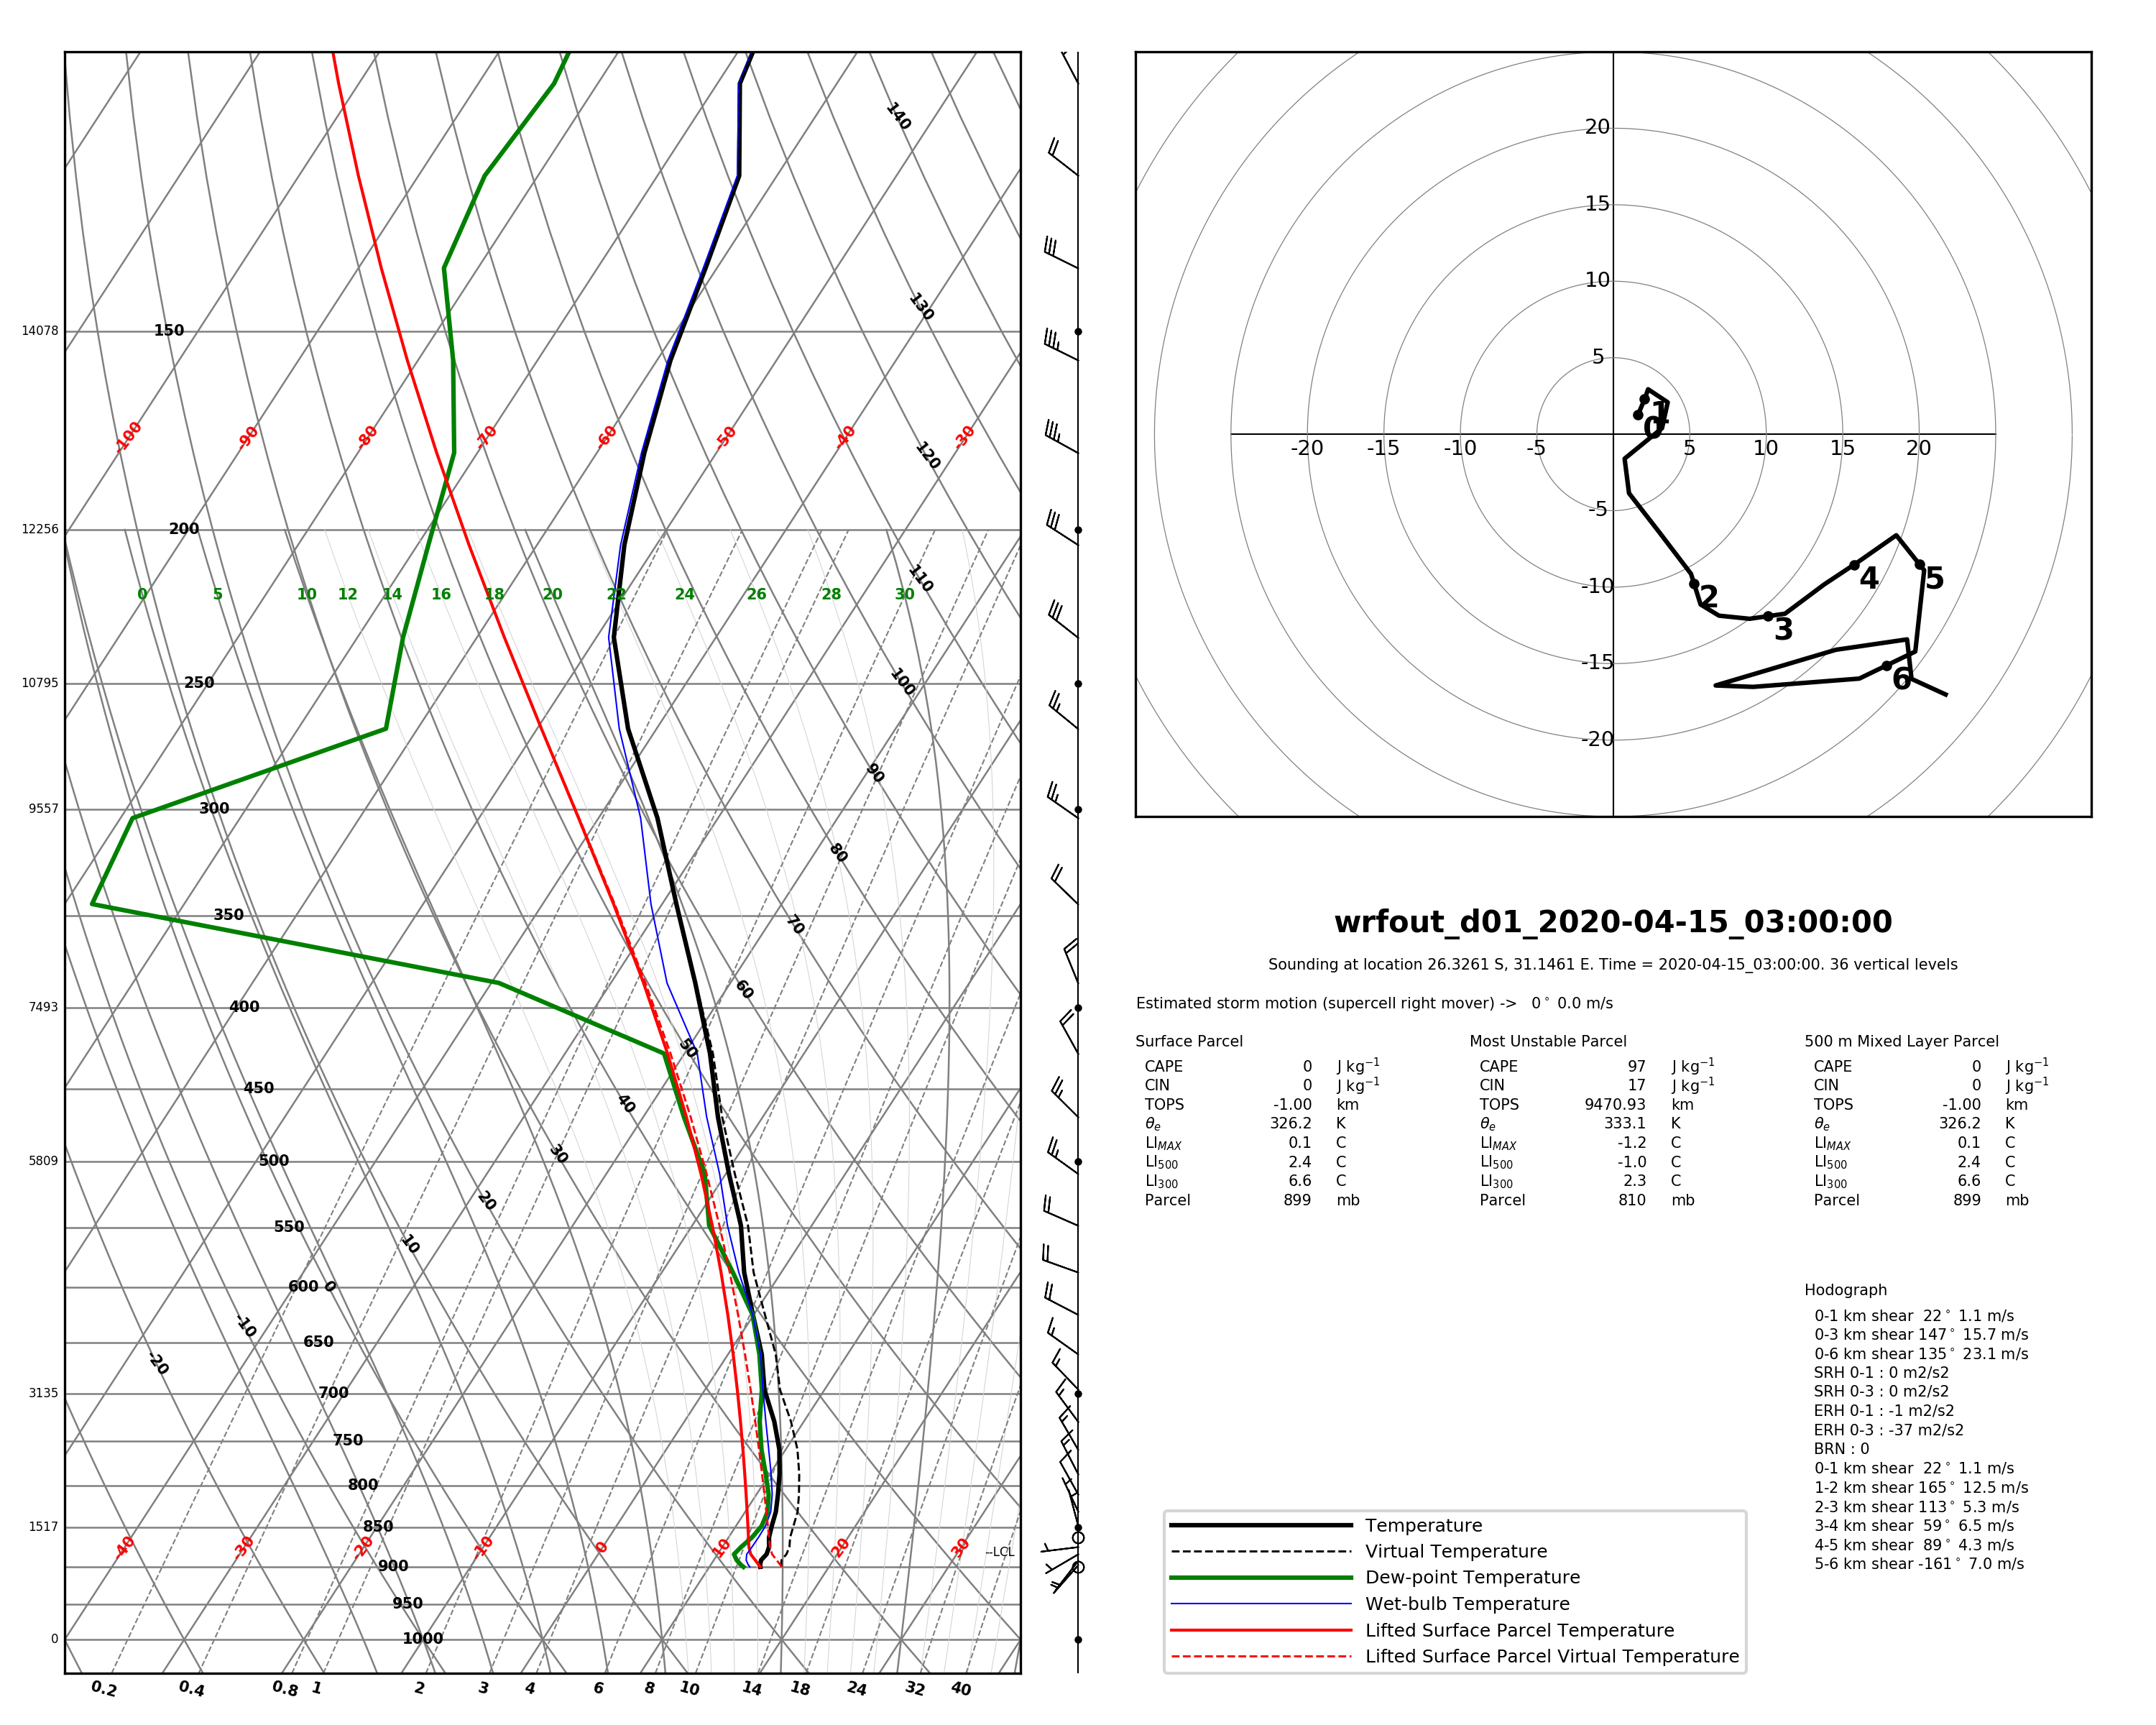 140
130
14078 150
-100 -90 -80 -70 -60 -50 -40 -30
120
12256 200
110
0 5 10 12 14 16 18 20 22 24 26 28 30
10795 250
100
90
9557 300
80
350
70
60
7493 400
50
450
40
5809 500
30
20
550
10
600 0
-10
650
-20
3135 700
750
800
1517 850
-40 -30 -20 -10 0 10 20 30
--LCL
900
950
0 1000
0.2 0.4 0.8 1 2 3 4 6 8 10 14 18 24 32 40
20
15
10
5
1
0
-20 -15 -10 -5 5 10 15 20
-5
-10
2 3 4 5
-15
6
-20
wrfout_d01_2020-04-15_03:00:00
Sounding at location 26.3261 S, 31.1461 E. Time = 2020-04-15_03:00:00. 36 vertical levels
Estimated storm motion (supercell right mover) -> 0° 0.0 m/s
Surface Parcel Most Unstable Parcel 500 m Mixed Layer Parcel
CAPE 0 J kg⁻¹ CAPE 97 J kg⁻¹ CAPE 0 J kg⁻¹
CIN 0 J kg⁻¹ CIN 17 J kg⁻¹ CIN 0 J kg⁻¹
TOPS -1.00 km TOPS 9470.93 km TOPS -1.00 km
θe 326.2 K θe 333.1 K θe 326.2 K
LIMAX 0.1 C LIMAX -1.2 C LIMAX 0.1 C
LI500 2.4 C LI500 -1.0 C LI500 2.4 C
LI300 6.6 C LI300 2.3 C LI300 6.6 C
Parcel 899 mb Parcel 810 mb Parcel 899 mb
Hodograph
0-1 km shear 22° 1.1 m/s
0-3 km shear 147° 15.7 m/s
0-6 km shear 135° 23.1 m/s
SRH 0-1 : 0 m2/s2
SRH 0-3 : 0 m2/s2
ERH 0-1 : -1 m2/s2
ERH 0-3 : -37 m2/s2
BRN : 0
0-1 km shear 22° 1.1 m/s
1-2 km shear 165° 12.5 m/s
2-3 km shear 113° 5.3 m/s
3-4 km shear 59° 6.5 m/s
4-5 km shear 89° 4.3 m/s
5-6 km shear -161° 7.0 m/s
Temperature
Virtual Temperature
Dew-point Temperature
Wet-bulb Temperature
Lifted Surface Parcel Temperature
Lifted Surface Parcel Virtual Temperature